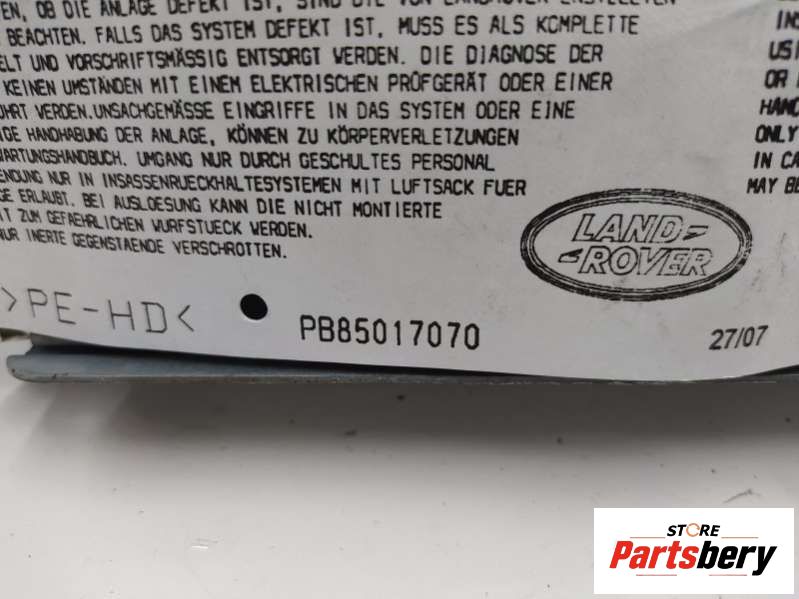 EN, OB DIE ANLAGE DEFEKT IST, SIND DIE VON LANDROVER ERSTELLTEN
BEACHTEN. FALLS DAS SYSTEM DEFEKT IST, MUSS ES ALS KOMPLETTE
ELT UND VORSCHRIFTSMÄSSIG ENTSORGT WERDEN. DIE DIAGNOSE DER
KEINEN UMSTÄNDEN MIT EINEM ELEKTRISCHEN PRÜFGERÄT ODER EINER
ÜHRT WERDEN.UNSACHGEMÄSSE EINGRIFFE IN DAS SYSTEM ODER EINE
IGE HANDHABUNG DER ANLAGE, KÖNNEN ZU KÖRPERVERLETZUNGEN
WARTUNGSHANDBUCH. UMGANG NUR DURCH GESCHULTES PERSONAL
ENDUNG NUR IN INSASSENRUECKHALTESYSTEMEN MIT LUFTSACK FUER
GE ERLAUBT. BEI AUSLOESUNG KANN DIE NICHT MONTIERTE
IT ZUM GEFAEHRLICHEN WURFSTUECK WERDEN.
NUR INERTE GEGENSTAENDE VERSCHROTTEN.
INS
USI
OR
HAND
ONLY
IN CA
MAY BE
LAND
ROVER
>PE-HD<
PB85017070
27/07
STORE
Partsbery